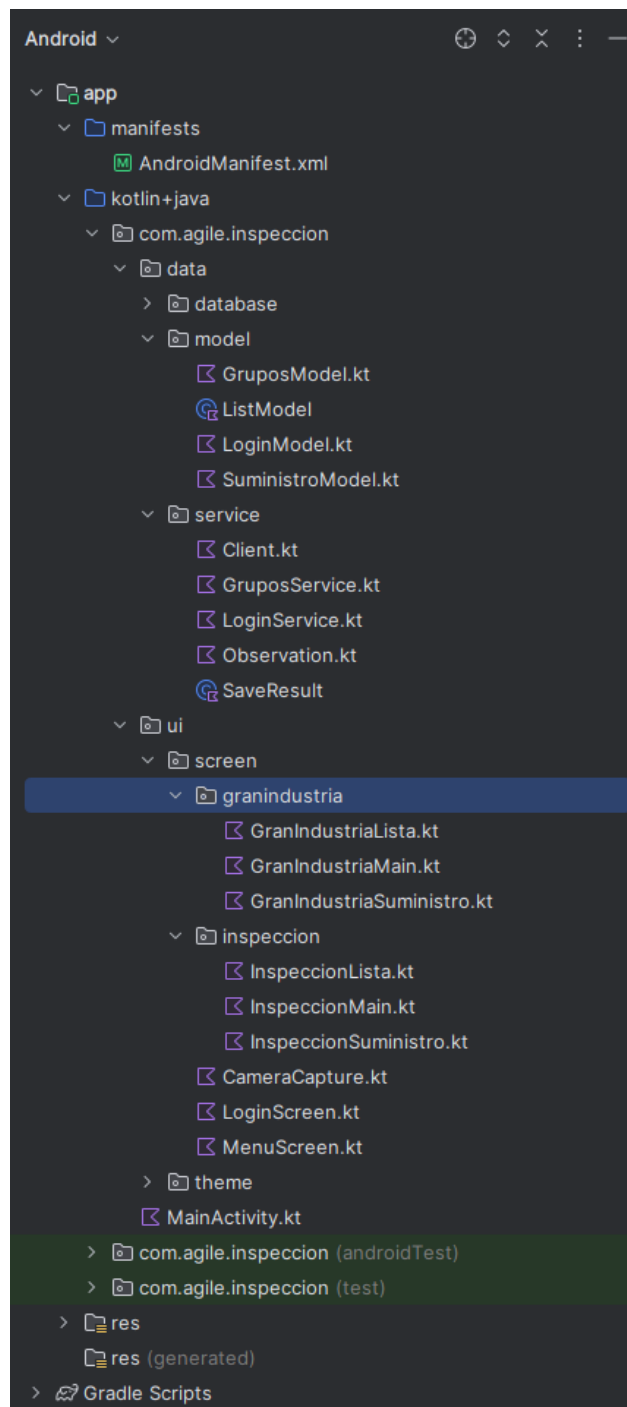 Android
app
manifests
AndroidManifest.xml
kotlin+java
com.agile.inspeccion
data
database
model
GruposModel.kt
ListModel
LoginModel.kt
SuministroModel.kt
service
Client.kt
GruposService.kt
LoginService.kt
Observation.kt
SaveResult
ui
screen
granindustria
GranIndustriaLista.kt
GranIndustriaMain.kt
GranIndustriaSuministro.kt
inspeccion
InspeccionLista.kt
InspeccionMain.kt
InspeccionSuministro.kt
CameraCapture.kt
LoginScreen.kt
MenuScreen.kt
theme
MainActivity.kt
com.agile.inspeccion (androidTest)
com.agile.inspeccion (test)
res
res (generated)
Gradle Scripts